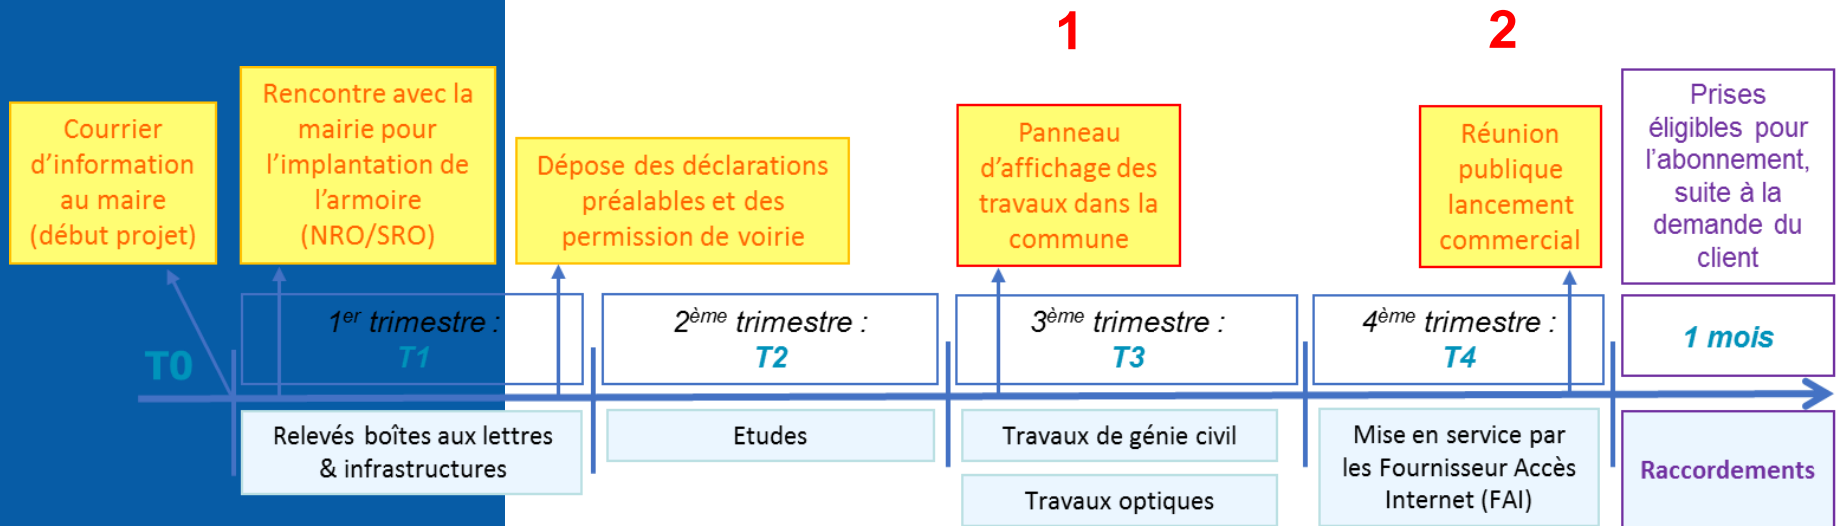 1
2
Courrier
d’information
au maire
(début projet)
Rencontre avec la
mairie pour
l’implantation de
l’armoire
(NRO/SRO)
Dépose des déclarations
préalables et des
permission de voirie
Panneau
d’affichage des
travaux dans la
commune
Réunion
publique
lancement
commercial
Prises
éligibles pour
l’abonnement,
suite à la
demande du
client
T0
1er trimestre :
T1
2ème trimestre :
T2
3ème trimestre :
T3
4ème trimestre :
T4
1 mois
Relevés boîtes aux lettres
& infrastructures
Etudes
Travaux de génie civil
Travaux optiques
Mise en service par
les Fournisseur Accès
Internet (FAI)
Raccordements